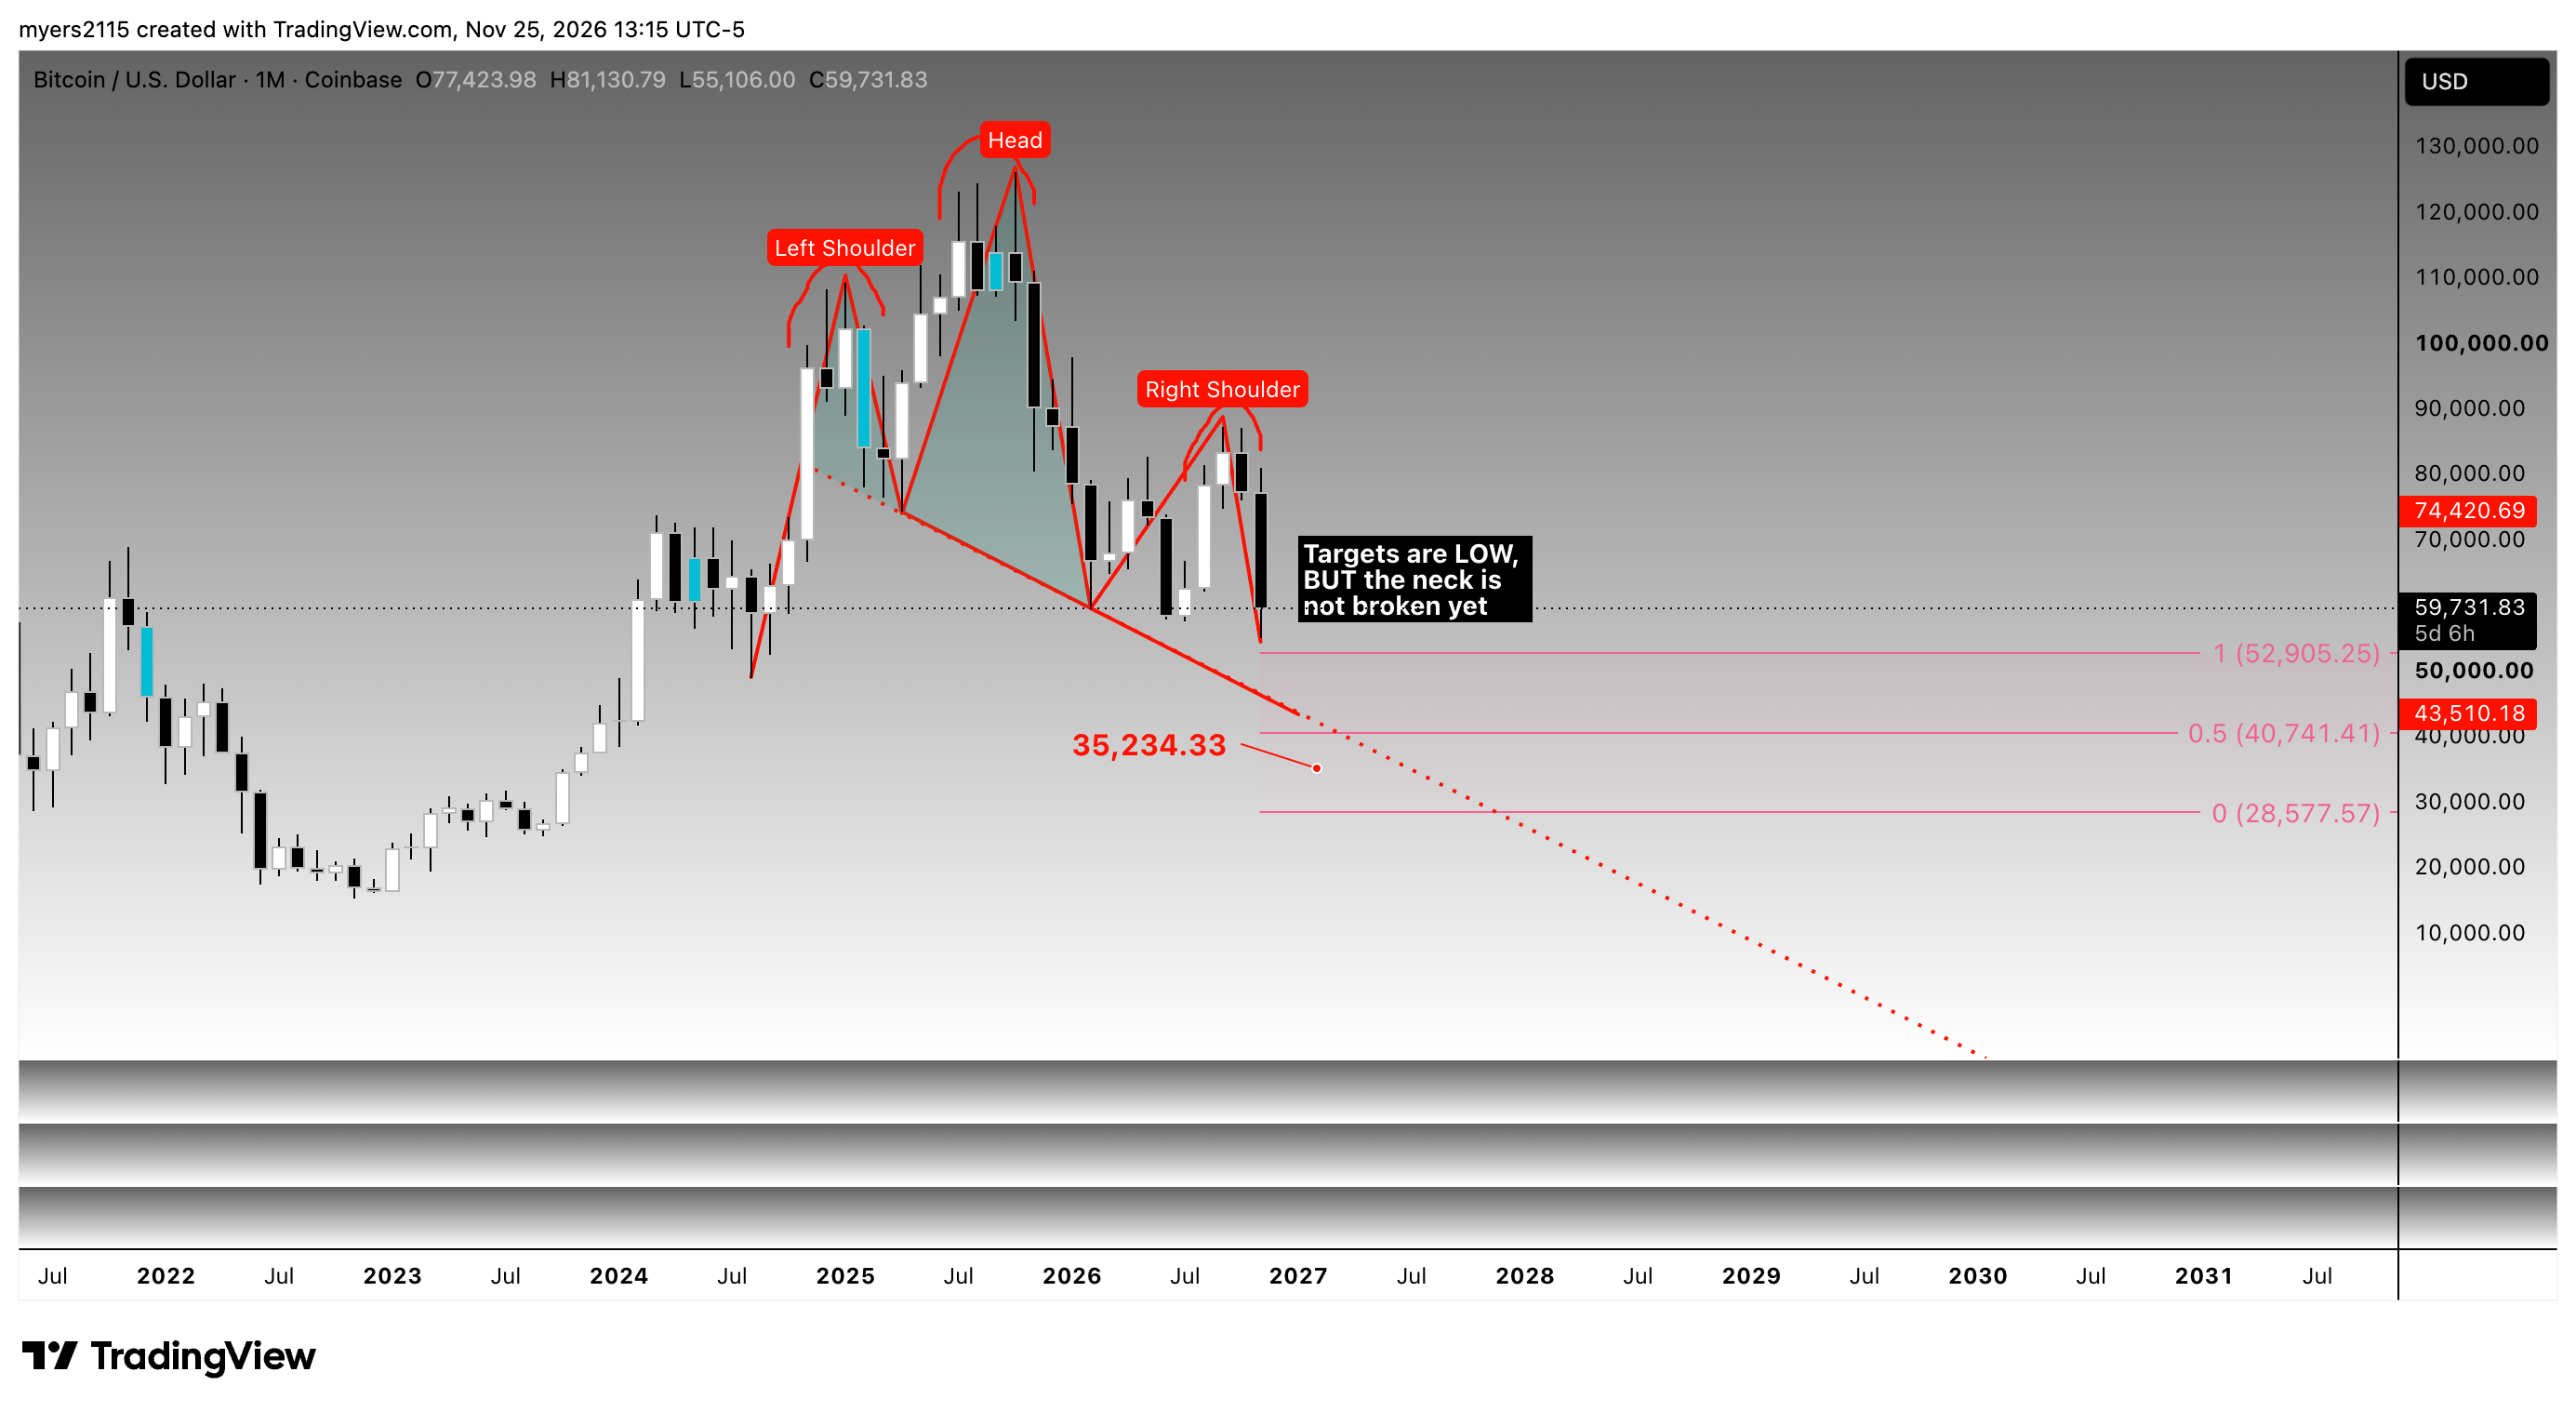 myers2115 created with TradingView.com, Nov 25, 2026 13:15 UTC-5
Bitcoin / U.S. Dollar · 1M · Coinbase O77,423.98 H81,130.79 L55,106.00 C59,731.83
USD
Head
130,000.00
120,000.00
Left Shoulder
110,000.00
100,000.00
Right Shoulder
90,000.00
80,000.00
74,420.69
70,000.00
Targets are LOW,
BUT the neck is
not broken yet
59,731.83
5d 6h
1 (52,905.25)
50,000.00
43,510.18
0.5 (40,741.41)
40,000.00
35,234.33
30,000.00
0 (28,577.57)
20,000.00
10,000.00
Jul 2022 Jul 2023 Jul 2024 Jul 2025 Jul 2026 Jul 2027 Jul 2028 Jul 2029 Jul 2030 Jul 2031 Jul
TradingView